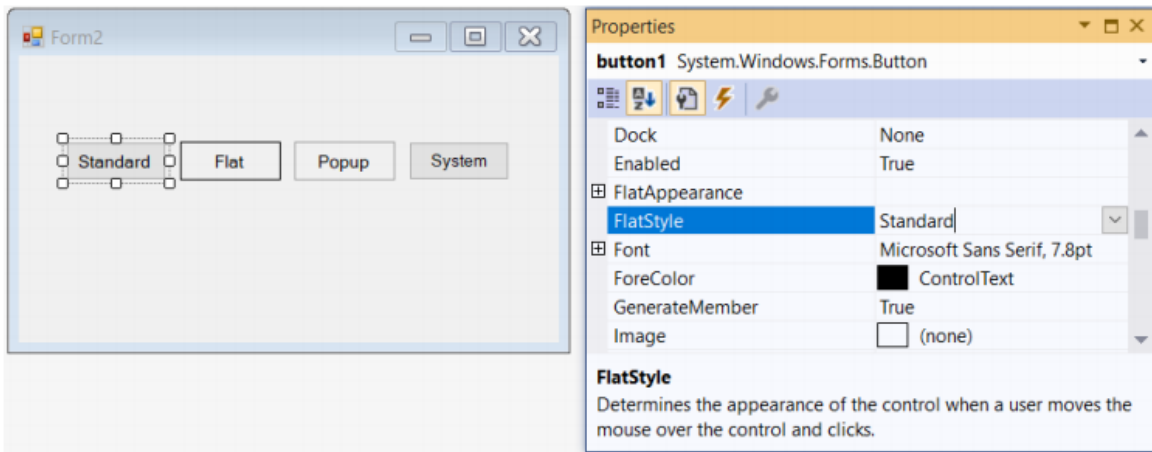 Form2
Standard Flat Popup System
Properties
button1 System.Windows.Forms.Button
Dock None
Enabled True
FlatAppearance
FlatStyle Standard
Font Microsoft Sans Serif, 7.8pt
ForeColor ControlText
GenerateMember True
Image (none)
FlatStyle
Determines the appearance of the control when a user moves the
mouse over the control and clicks.